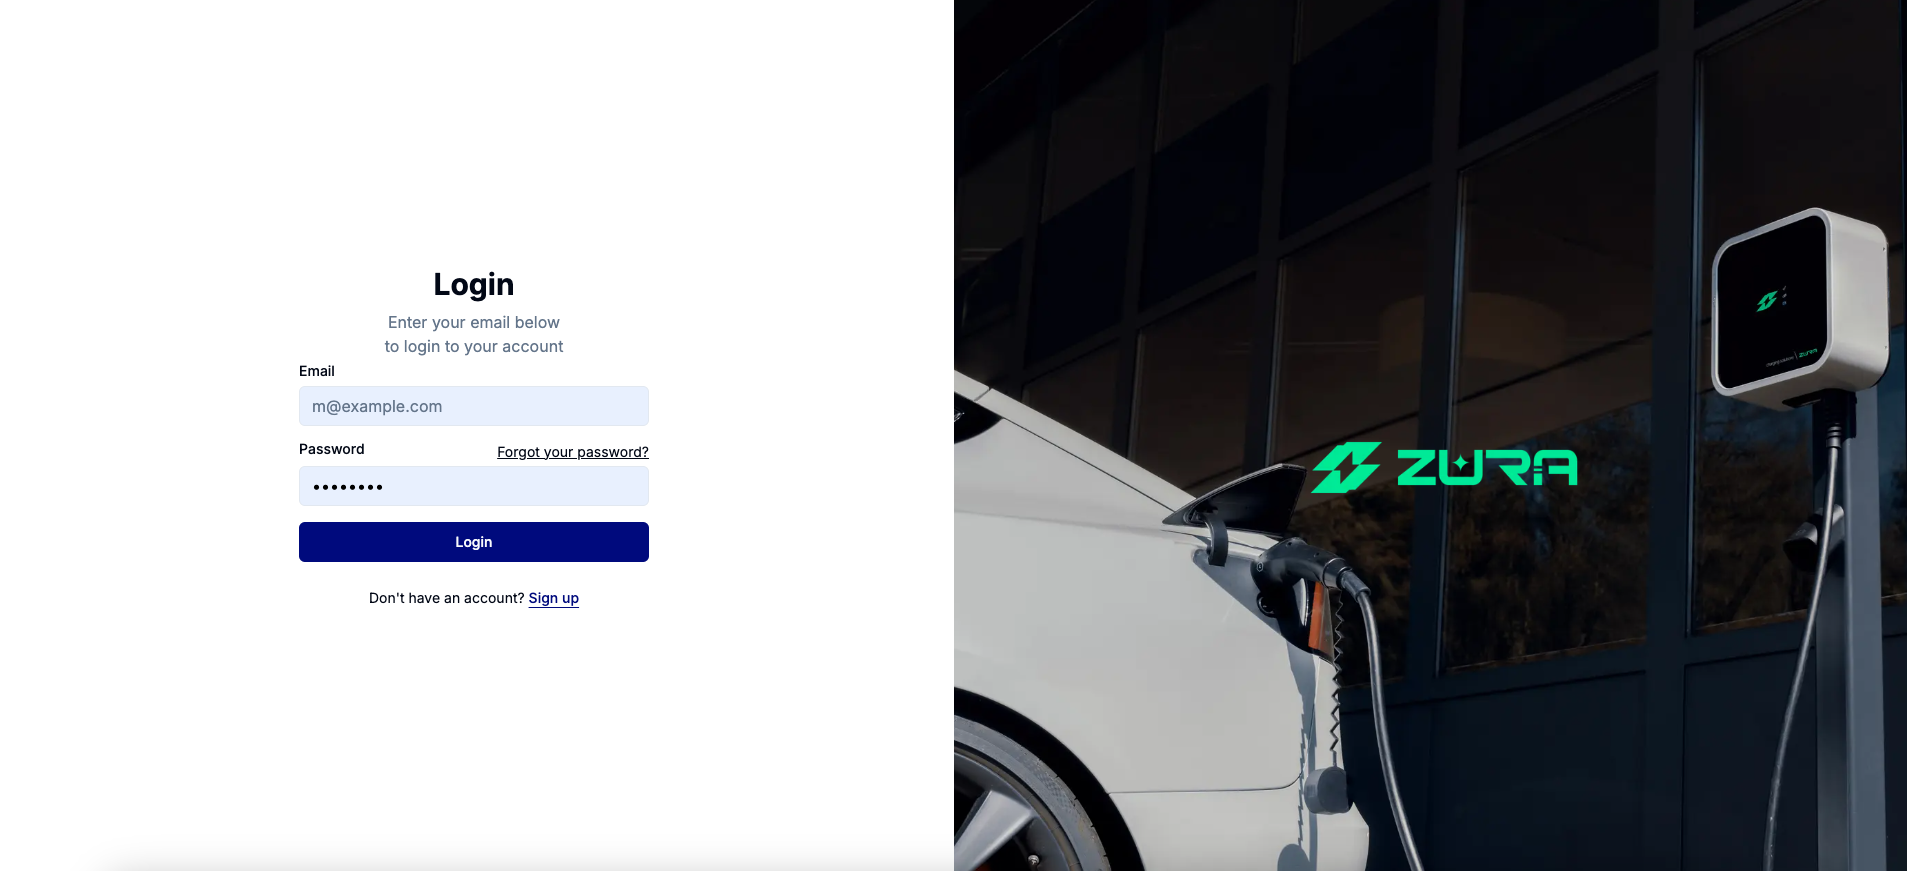 Login
Enter your email below
to login to your account
Email
m@example.com
Password
Forgot your password?
••••••••
Login
Don't have an account? Sign up
ZURA
ZURA